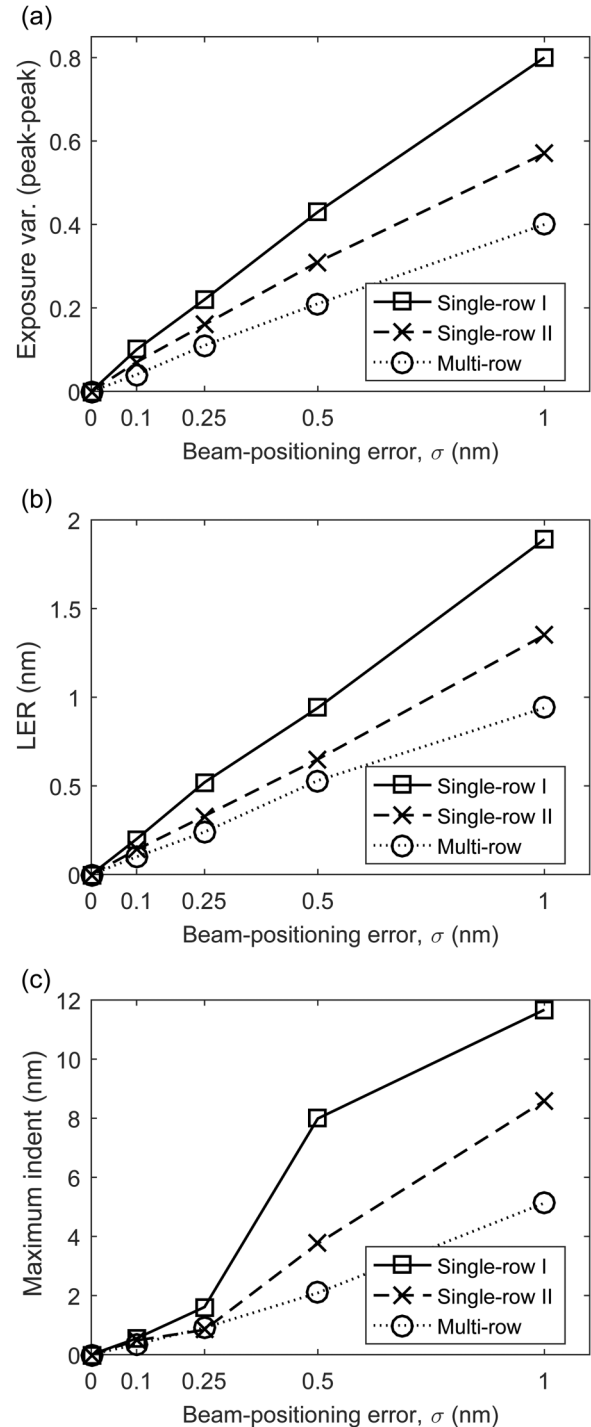 (a)
Exposure var. (peak-peak)
0.8
0.6
0.4
0.2
0
Single-row I
Single-row II
Multi-row
0 0.1 0.25 0.5 1
Beam-positioning error, σ (nm)
(b)
LER (nm)
2
1.5
1
0.5
0
Single-row I
Single-row II
Multi-row
0 0.1 0.25 0.5 1
Beam-positioning error, σ (nm)
(c)
Maximum indent (nm)
12
10
8
6
4
2
0
Single-row I
Single-row II
Multi-row
0 0.1 0.25 0.5 1
Beam-positioning error, σ (nm)